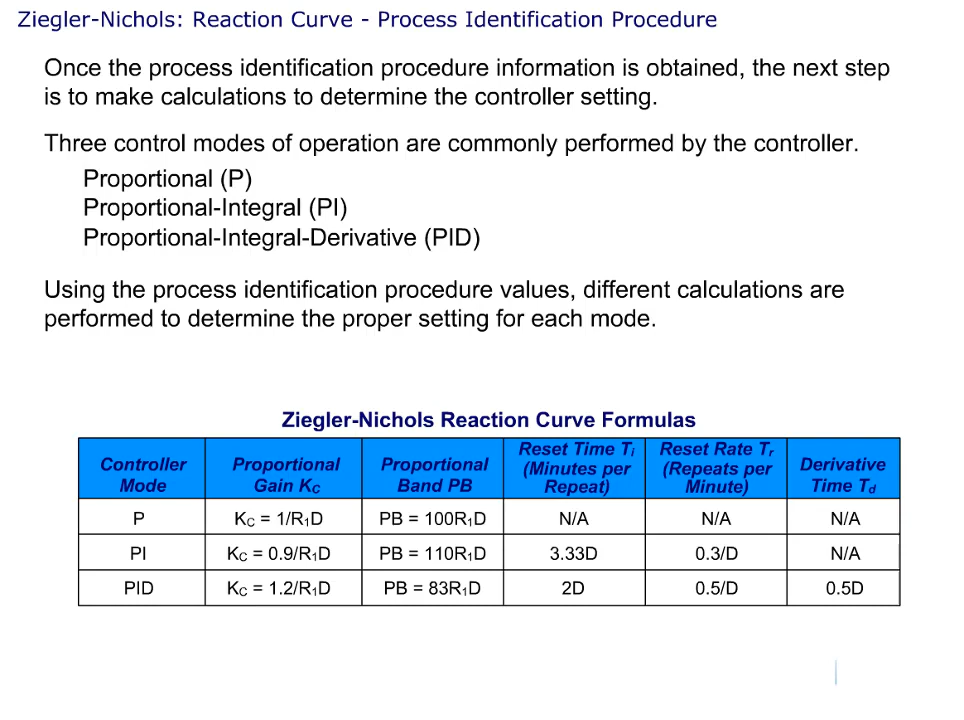 Ziegler-Nichols: Reaction Curve - Process Identification Procedure
Once the process identification procedure information is obtained, the next step
is to make calculations to determine the controller setting.
Three control modes of operation are commonly performed by the controller.
Proportional (P)
Proportional-Integral (PI)
Proportional-Integral-Derivative (PID)
Using the process identification procedure values, different calculations are
performed to determine the proper setting for each mode.
Ziegler-Nichols Reaction Curve Formulas
Controller Mode | Proportional Gain KC | Proportional Band PB | Reset Time Ti (Minutes per Repeat) | Reset Rate Tr (Repeats per Minute) | Derivative Time Td
P | KC = 1/R1D | PB = 100R1D | N/A | N/A | N/A
PI | KC = 0.9/R1D | PB = 110R1D | 3.33D | 0.3/D | N/A
PID | KC = 1.2/R1D | PB = 83R1D | 2D | 0.5/D | 0.5D